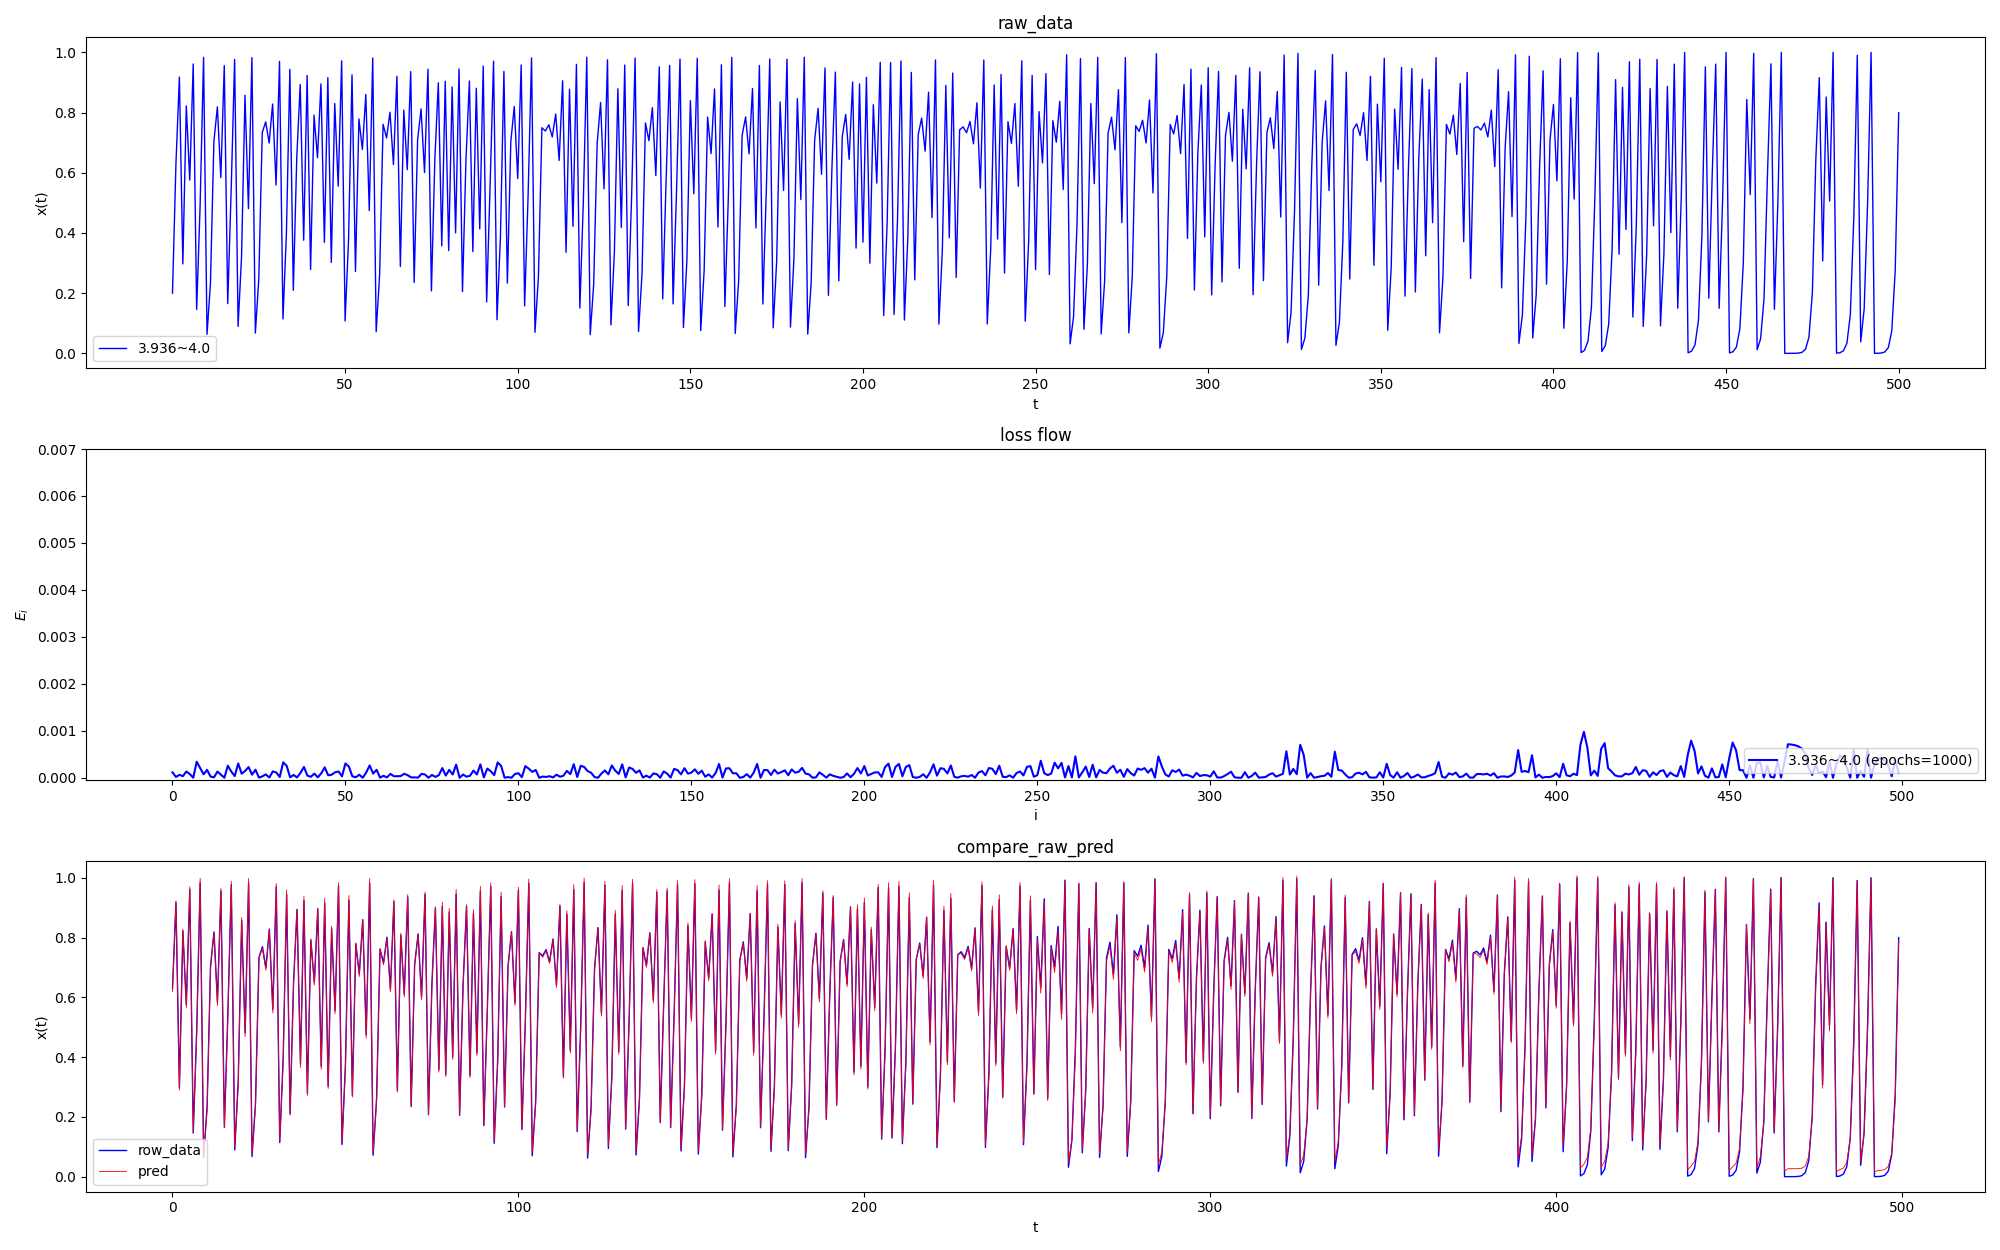 raw_data
1.0
0.8
0.6
0.4
0.2
0.0
x(t)
3.936~4.0
50 100 150 200 250 300 350 400 450 500
t
loss flow
0.007
0.006
0.005
0.004
0.003
0.002
0.001
0.000
E_i
3.936~4.0 (epochs=1000)
0 50 100 150 200 250 300 350 400 450 500
i
compare_raw_pred
1.0
0.8
0.6
0.4
0.2
0.0
x(t)
row_data
pred
0 100 200 300 400 500
t